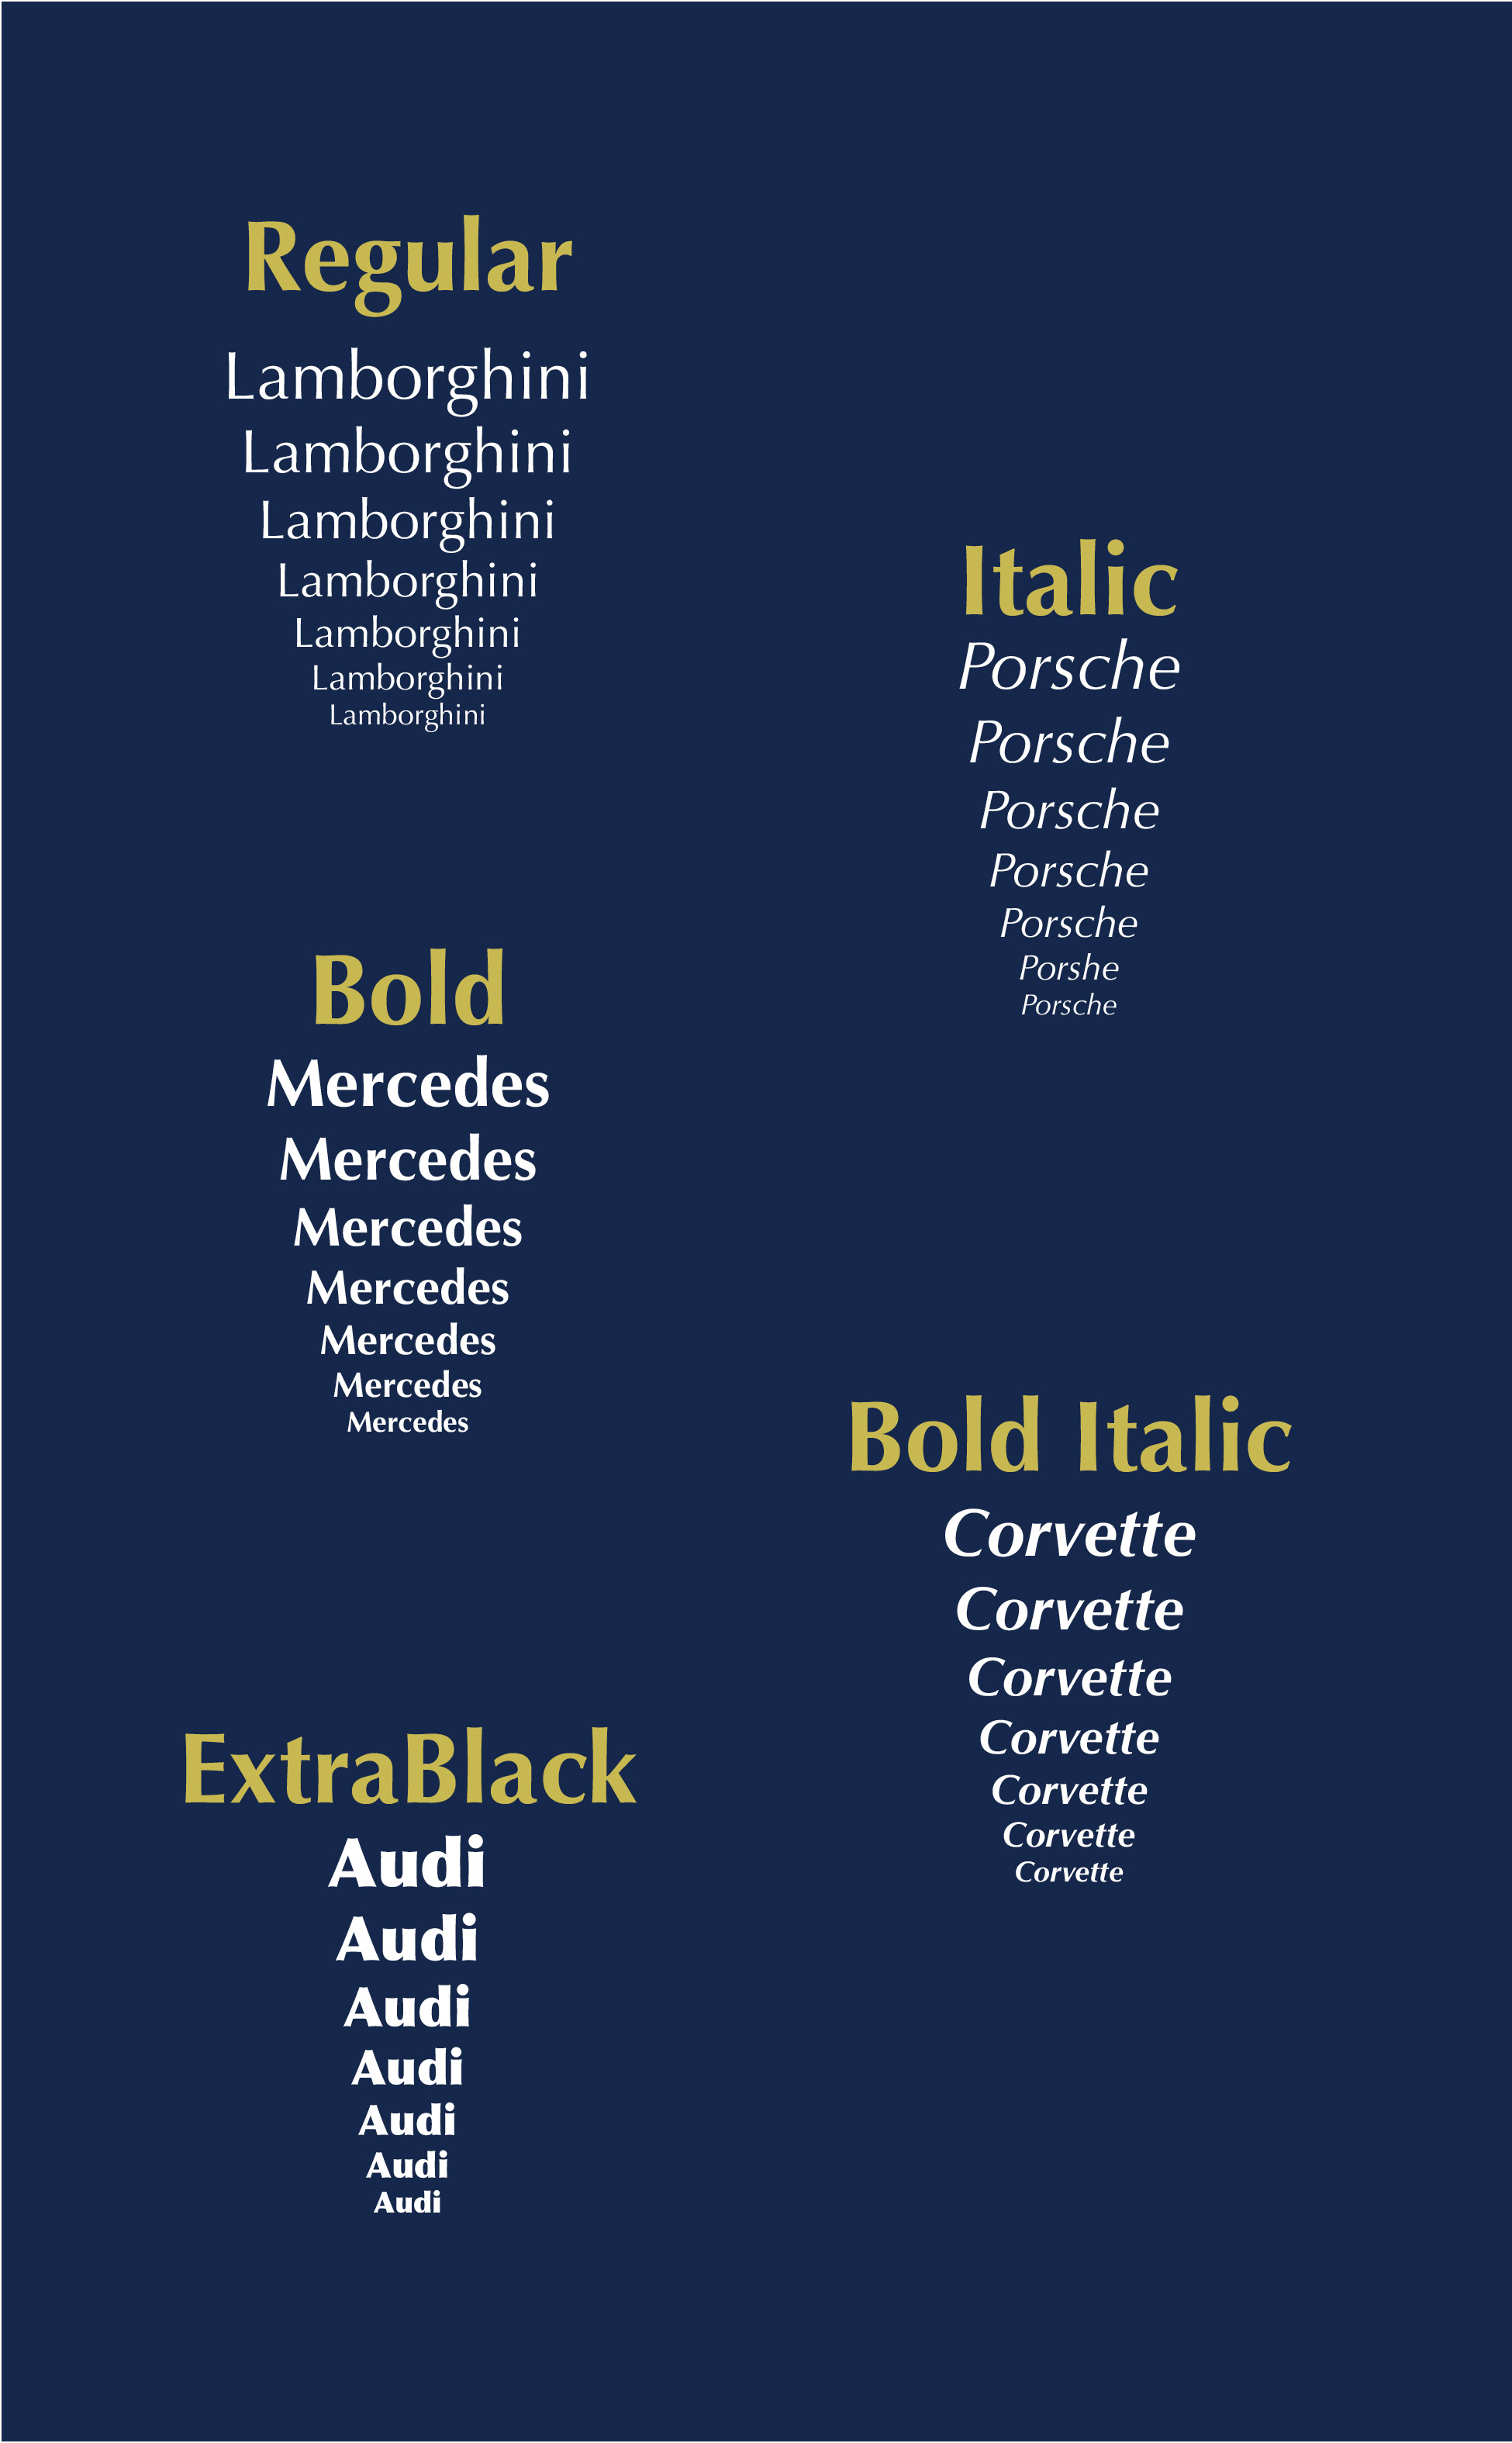 Regular
Lamborghini
Lamborghini
Lamborghini
Lamborghini
Lamborghini
Lamborghini
Lamborghini
Italic
Porsche
Porsche
Porsche
Porsche
Porsche
Porshe
Porsche
Bold
Mercedes
Mercedes
Mercedes
Mercedes
Mercedes
Mercedes
Mercedes
Bold Italic
Corvette
Corvette
Corvette
Corvette
Corvette
Corvette
Corvette
ExtraBlack
Audi
Audi
Audi
Audi
Audi
Audi
Audi